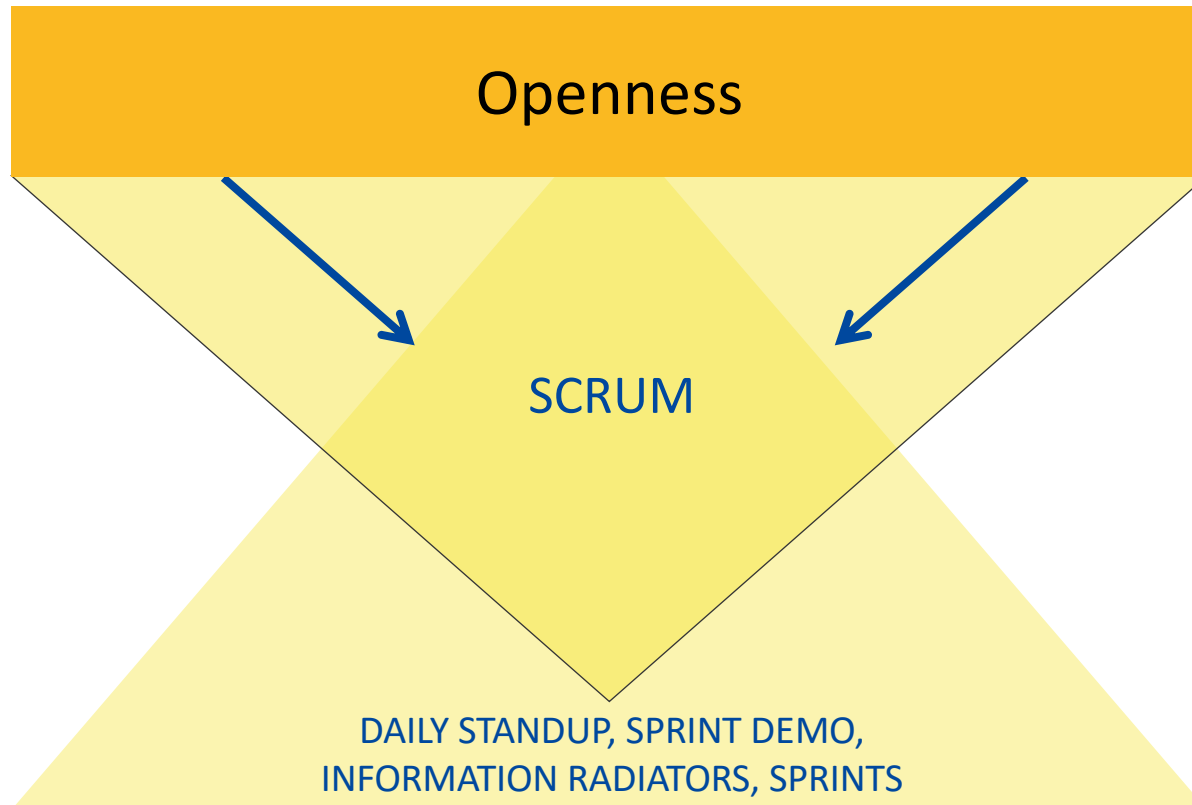 Openness
SCRUM
DAILY STANDUP, SPRINT DEMO,
INFORMATION RADIATORS, SPRINTS